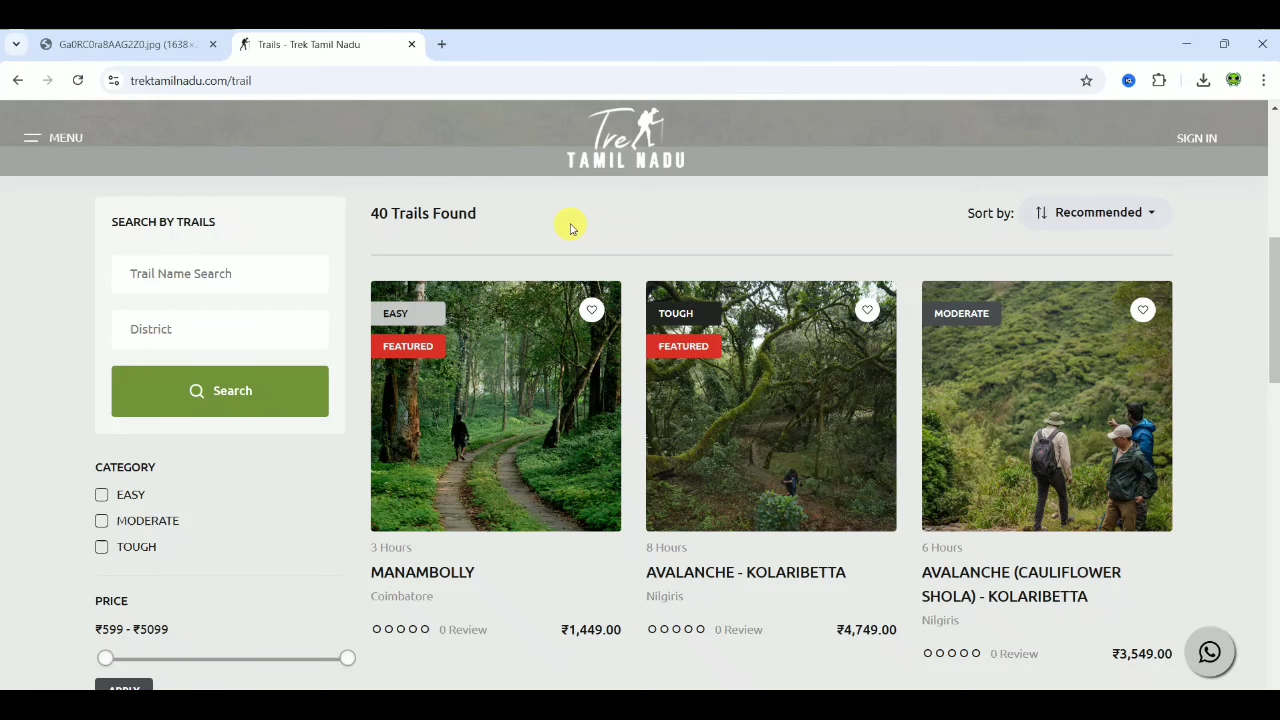 Ga0RC0ra8AAG2Z0.jpg (1638×
Trails - Trek Tamil Nadu
trektamilnadu.com/trail
MENU
Trek
TAMIL NADU
SIGN IN
SEARCH BY TRAILS
Trail Name Search
District
Search
CATEGORY
EASY
MODERATE
TOUGH
PRICE
₹599 - ₹5099
APPLY
40 Trails Found
Sort by: Recommended
EASY
FEATURED
3 Hours
MANAMBOLLY
Coimbatore
0 Review ₹1,449.00
TOUGH
FEATURED
8 Hours
AVALANCHE - KOLARIBETTA
Nilgiris
0 Review ₹4,749.00
MODERATE
6 Hours
AVALANCHE (CAULIFLOWER
SHOLA) - KOLARIBETTA
Nilgiris
0 Review ₹3,549.00